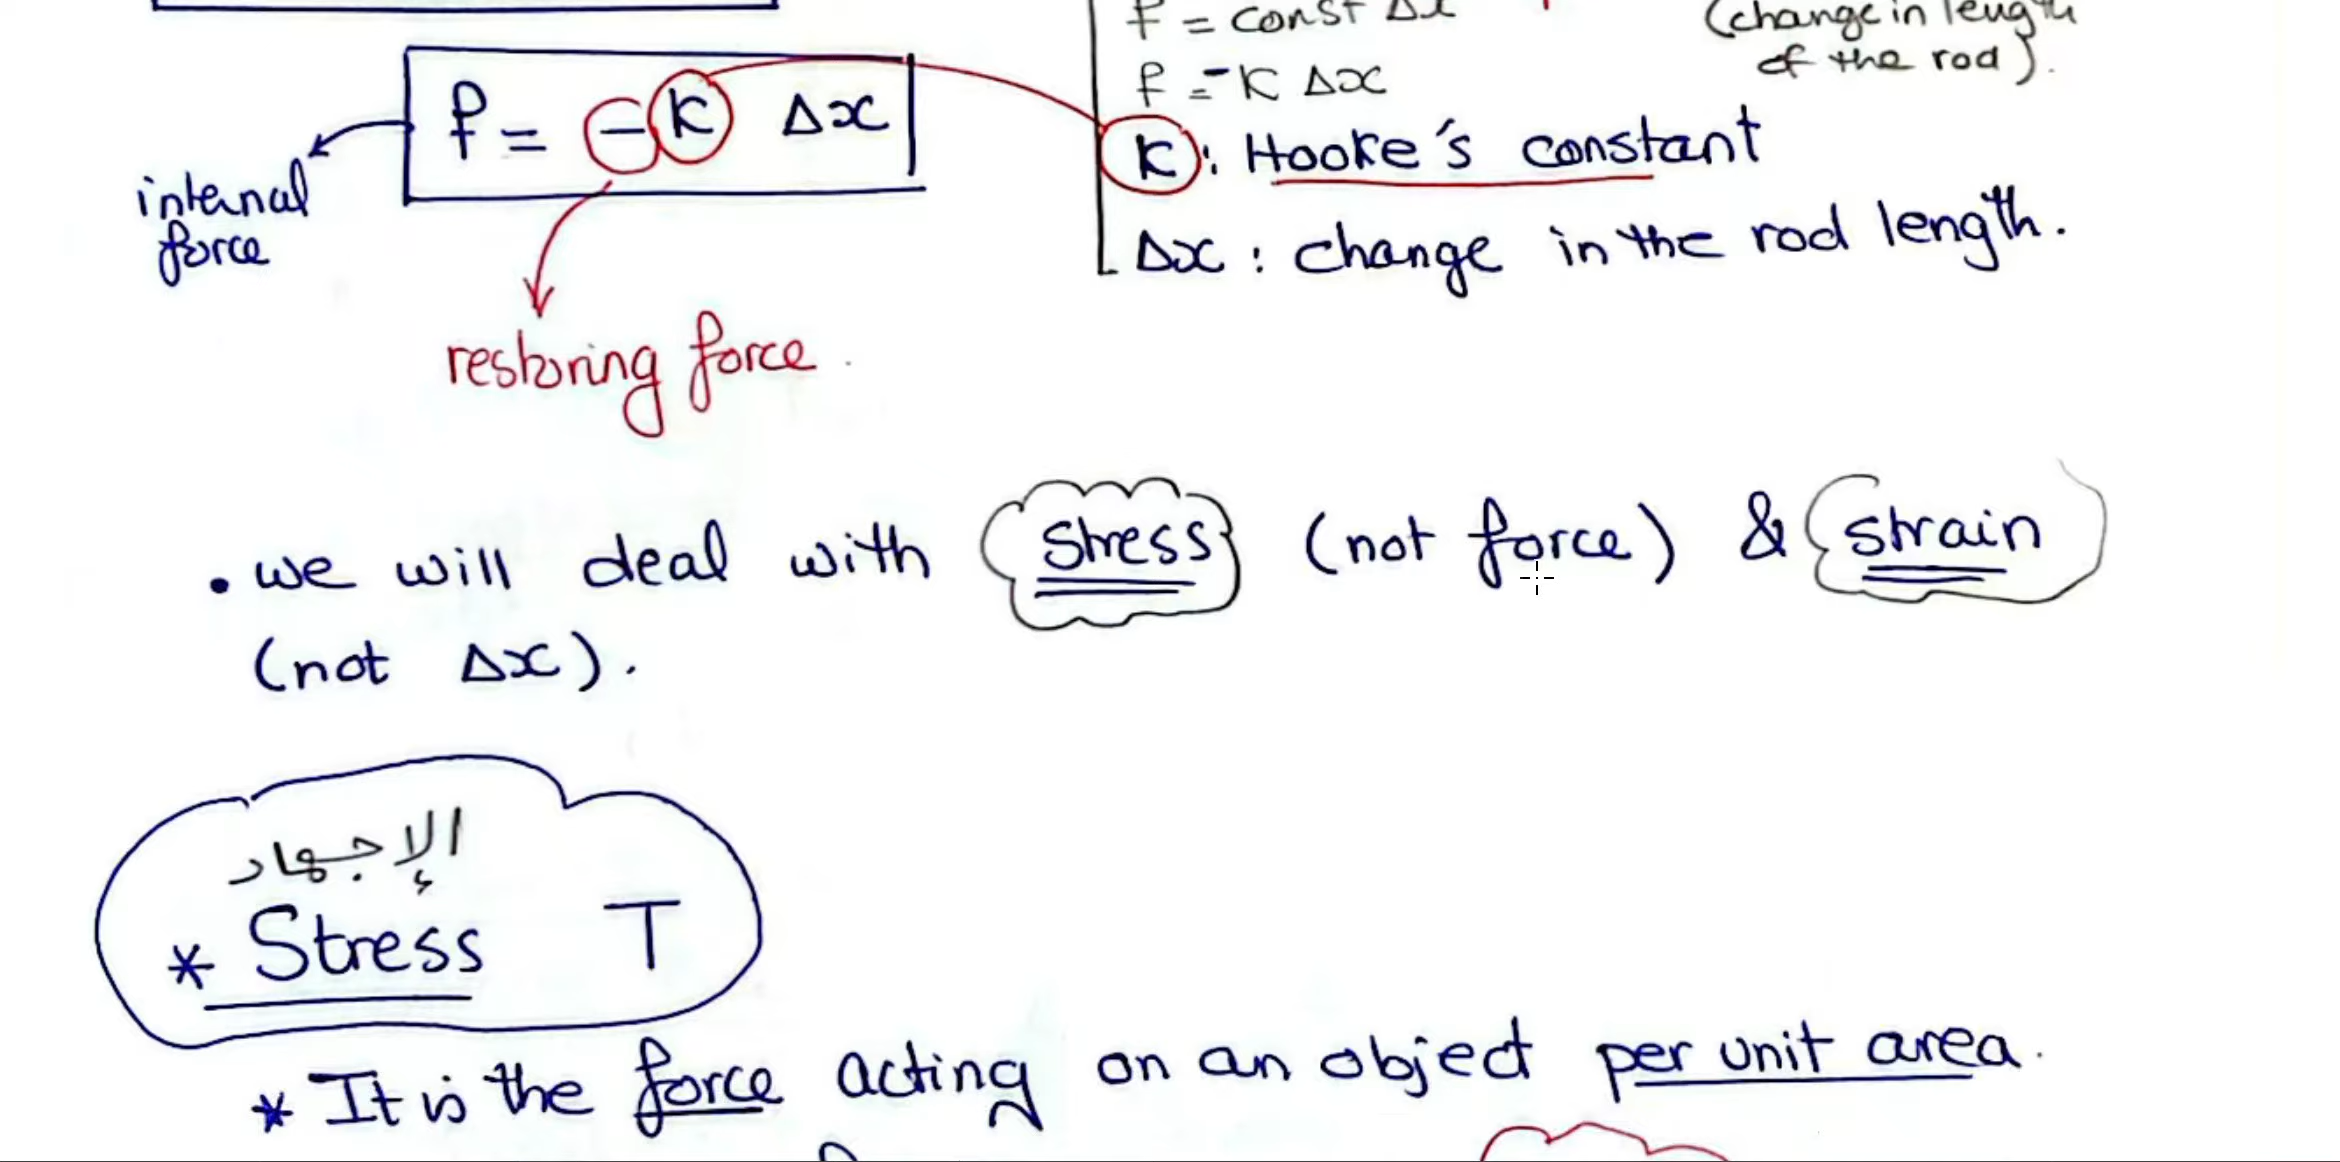 f = const Δx
(change in length
of the rod).
f = -K Δx
f = - K Δx
K: Hooke's constant
internal
force
Δx : change in the rod length.
restoring force.
• we will deal with stress (not force) & strain
(not Δx).
الإجهاد
* Stress T
* It is the force acting on an object per unit area.